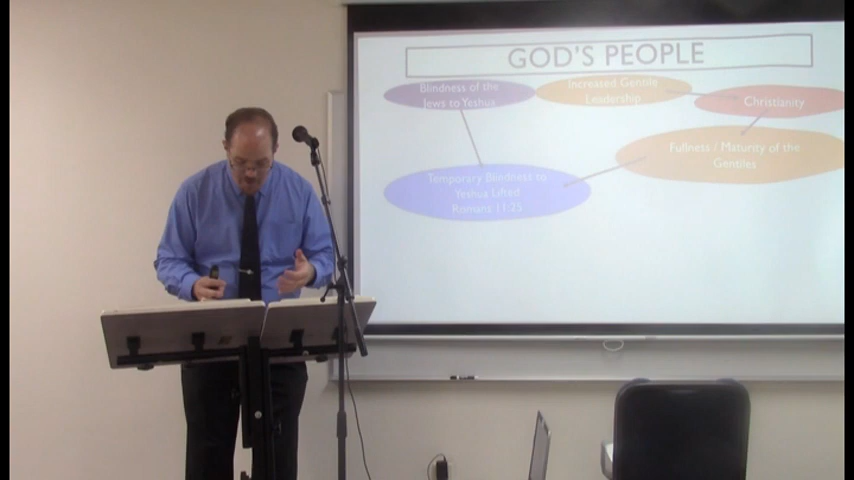 GOD'S PEOPLE
Blindness of the
Jews to Yeshua
Increased Gentile
Leadership
Christianity
Fullness / Maturity of the
Gentiles
Temporary Blindness to
Yeshua Lifted
Romans 11:25